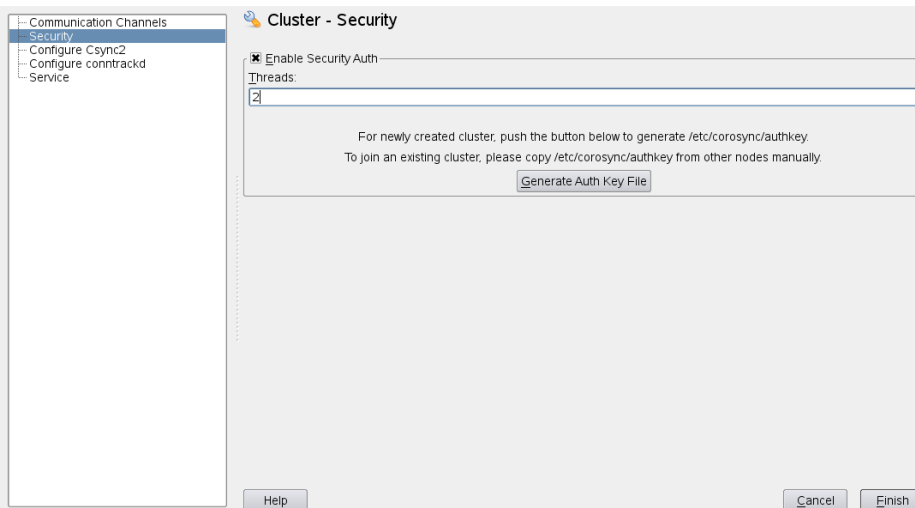 Communication Channels
Security
Configure Csync2
Configure conntrackd
Service
Cluster - Security
Enable Security Auth
Threads:
2
For newly created cluster, push the button below to generate /etc/corosync/authkey.
To join an existing cluster, please copy /etc/corosync/authkey from other nodes manually.
Generate Auth Key File
Help
Cancel
Finish